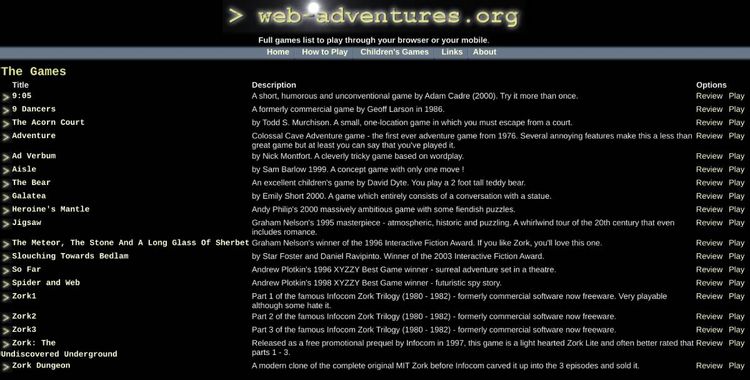 > web-adventures.org
Full games list to play through your browser or your mobile.
Home How to Play Children's Games Links About
The Games
Title Description Options
9:05 A short, humorous and unconventional game by Adam Cadre (2000). Try it more than once. Review Play
9 Dancers A formerly commercial game by Geoff Larson in 1986. Review Play
The Acorn Court by Todd S. Murchison. A small, one-location game in which you must escape from a court. Review Play
Adventure Colossal Cave Adventure game - the first ever adventure game from 1976. Several annoying features make this a less than Review Play
great game but at least you can say that you've played it.
Ad Verbum by Nick Montfort. A cleverly tricky game based on wordplay. Review Play
Aisle by Sam Barlow 1999. A concept game with only one move ! Review Play
The Bear An excellent children's game by David Dyte. You play a 2 foot tall teddy bear. Review Play
Galatea by Emily Short 2000. A game which entirely consists of a conversation with a statue. Review Play
Heroine's Mantle Andy Philip's 2000 massively ambitious game with some fiendish puzzles. Review Play
Jigsaw Graham Nelson's 1995 materpiece - atmospheric, historic and puzzling. A whirlwind tour of the 20th century that even Review Play
includes romance.
The Meteor, The Stone And A Long Glass Of Sherbet Graham Nelson's winner of the 1996 Interactive Fiction Award. If you like Zork, you'll love this one. Review Play
Slouching Towards Bedlam by Star Foster and Daniel Ravipinto. Winner of the 2003 Interactive Fiction Award. Review Play
So Far Andrew Plotkin's 1996 XYZZY Best Game winner - surreal adventure set in a theatre. Review Play
Spider and Web Andrew Plotkin's 1998 XYZZY Best Game winner - futuristic spy story. Review Play
Zork1 Part 1 of the famous Infocom Zork Trilogy (1980 - 1982) - formerly commercial software now freeware. Very playable Review Play
although some hate it.
Zork2 Part 2 of the famous Infocom Zork Trilogy (1980 - 1982) - formerly commercial software now freeware. Review Play
Zork3 Part 3 of the famous Infocom Zork Trilogy (1980 - 1982) - formerly commercial software now freeware. Review Play
Zork: The Released as a free promotional prequel by Infocom in 1997, this game is a light hearted Zork Lite and often better rated that Review Play
Undiscovered Underground parts 1 - 3.
Zork Dungeon A modern clone of the complete original MIT Zork before Infocom carved it up into the 3 episodes and sold it. Review Play